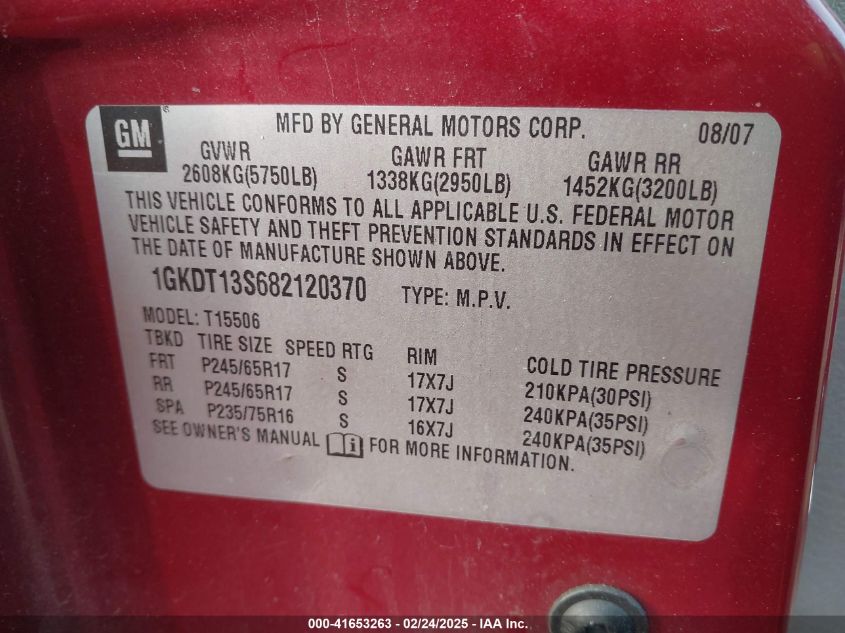 GM
MFD BY GENERAL MOTORS CORP. 08/07
GVWR GAWR FRT GAWR RR
2608KG(5750LB) 1338KG(2950LB) 1452KG(3200LB)
THIS VEHICLE CONFORMS TO ALL APPLICABLE U.S. FEDERAL MOTOR
VEHICLE SAFETY AND THEFT PREVENTION STANDARDS IN EFFECT ON
THE DATE OF MANUFACTURE SHOWN ABOVE.
1GKDT13S682120370 TYPE: M.P.V.
MODEL: T15506
TBKD TIRE SIZE SPEED RTG RIM COLD TIRE PRESSURE
FRT P245/65R17 S 17X7J 210KPA(30PSI)
RR P245/65R17 S 17X7J 240KPA(35PSI)
SPA P235/75R16 S 16X7J 240KPA(35PSI)
SEE OWNER'S MANUAL i FOR MORE INFORMATION.
000-41653263 - 02/24/2025 - IAA Inc.